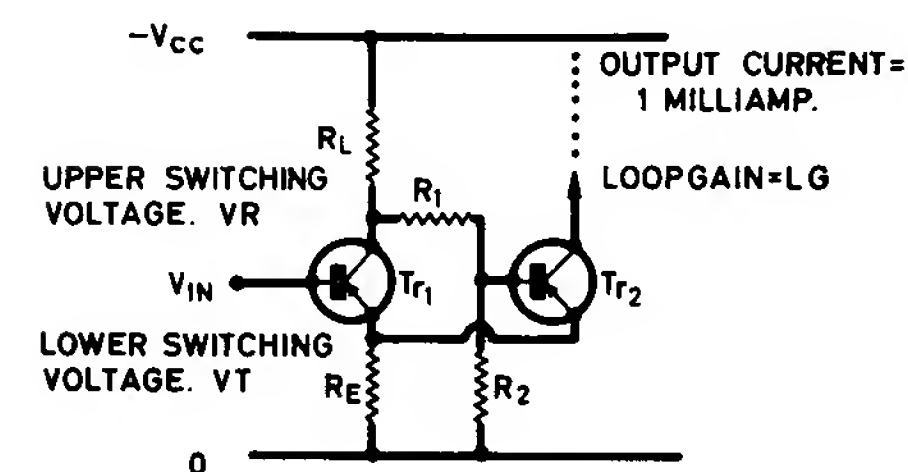 -VCC
OUTPUT CURRENT=
1 MILLIAMP.
RL
UPPER SWITCHING
VOLTAGE. VR
R1
LOOPGAIN=LG
VIN
Tr1
Tr2
LOWER SWITCHING
VOLTAGE. VT
RE
R2
0